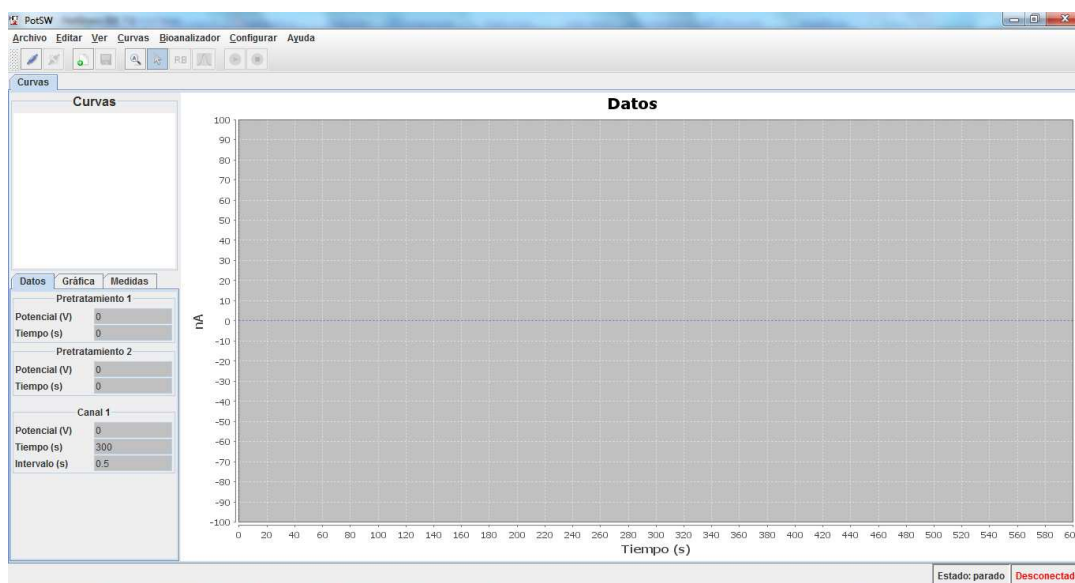 PotSW
Archivo Editar Ver Curvas Bioanalizador Configurar Ayuda
RB
Curvas
Curvas
Datos Gráfica Medidas
Pretratamiento 1
Potencial (V) 0
Tiempo (s) 0
Pretratamiento 2
Potencial (V) 0
Tiempo (s) 0
Canal 1
Potencial (V) 0
Tiempo (s) 300
Intervalo (s) 0.5
Datos
100
90
80
70
60
50
40
30
20
10
0
-10
-20
-30
-40
-50
-60
-70
-80
-90
-100
nA
0 20 40 60 80 100 120 140 160 180 200 220 240 260 280 300 320 340 360 380 400 420 440 460 480 500 520 540 560 580 60
Tiempo (s)
Estado: parado Desconectad